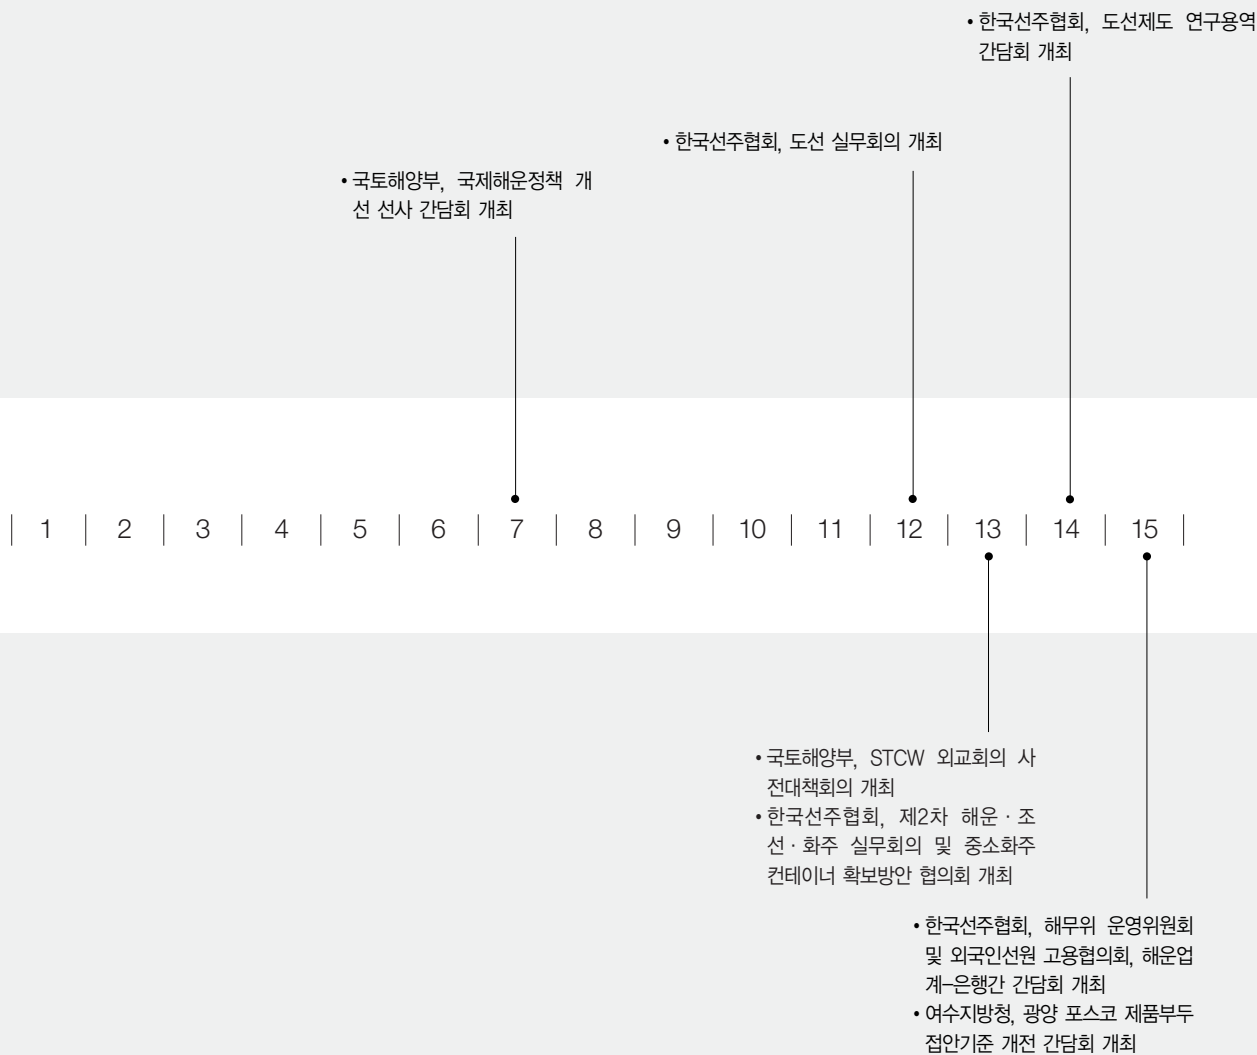 • 한국선주협회, 도선제도 연구용역
간담회 개최
• 한국선주협회, 도선 실무회의 개최
• 국토해양부, 국제해운정책 개
선 선사 간담회 개최
| 1 | 2 | 3 | 4 | 5 | 6 | 7 | 8 | 9 | 10 | 11 | 12 | 13 | 14 | 15 |
• 국토해양부, STCW 외교회의 사
전대책회의 개최
• 한국선주협회, 제2차 해운 · 조
선 · 화주 실무회의 및 중소화주
컨테이너 확보방안 협의회 개최
• 한국선주협회, 해무위 운영위원회
및 외국인선원 고용협의회, 해운업
계–은행간 간담회 개최
• 여수지방청, 광양 포스코 제품부두
접안기준 개전 간담회 개최